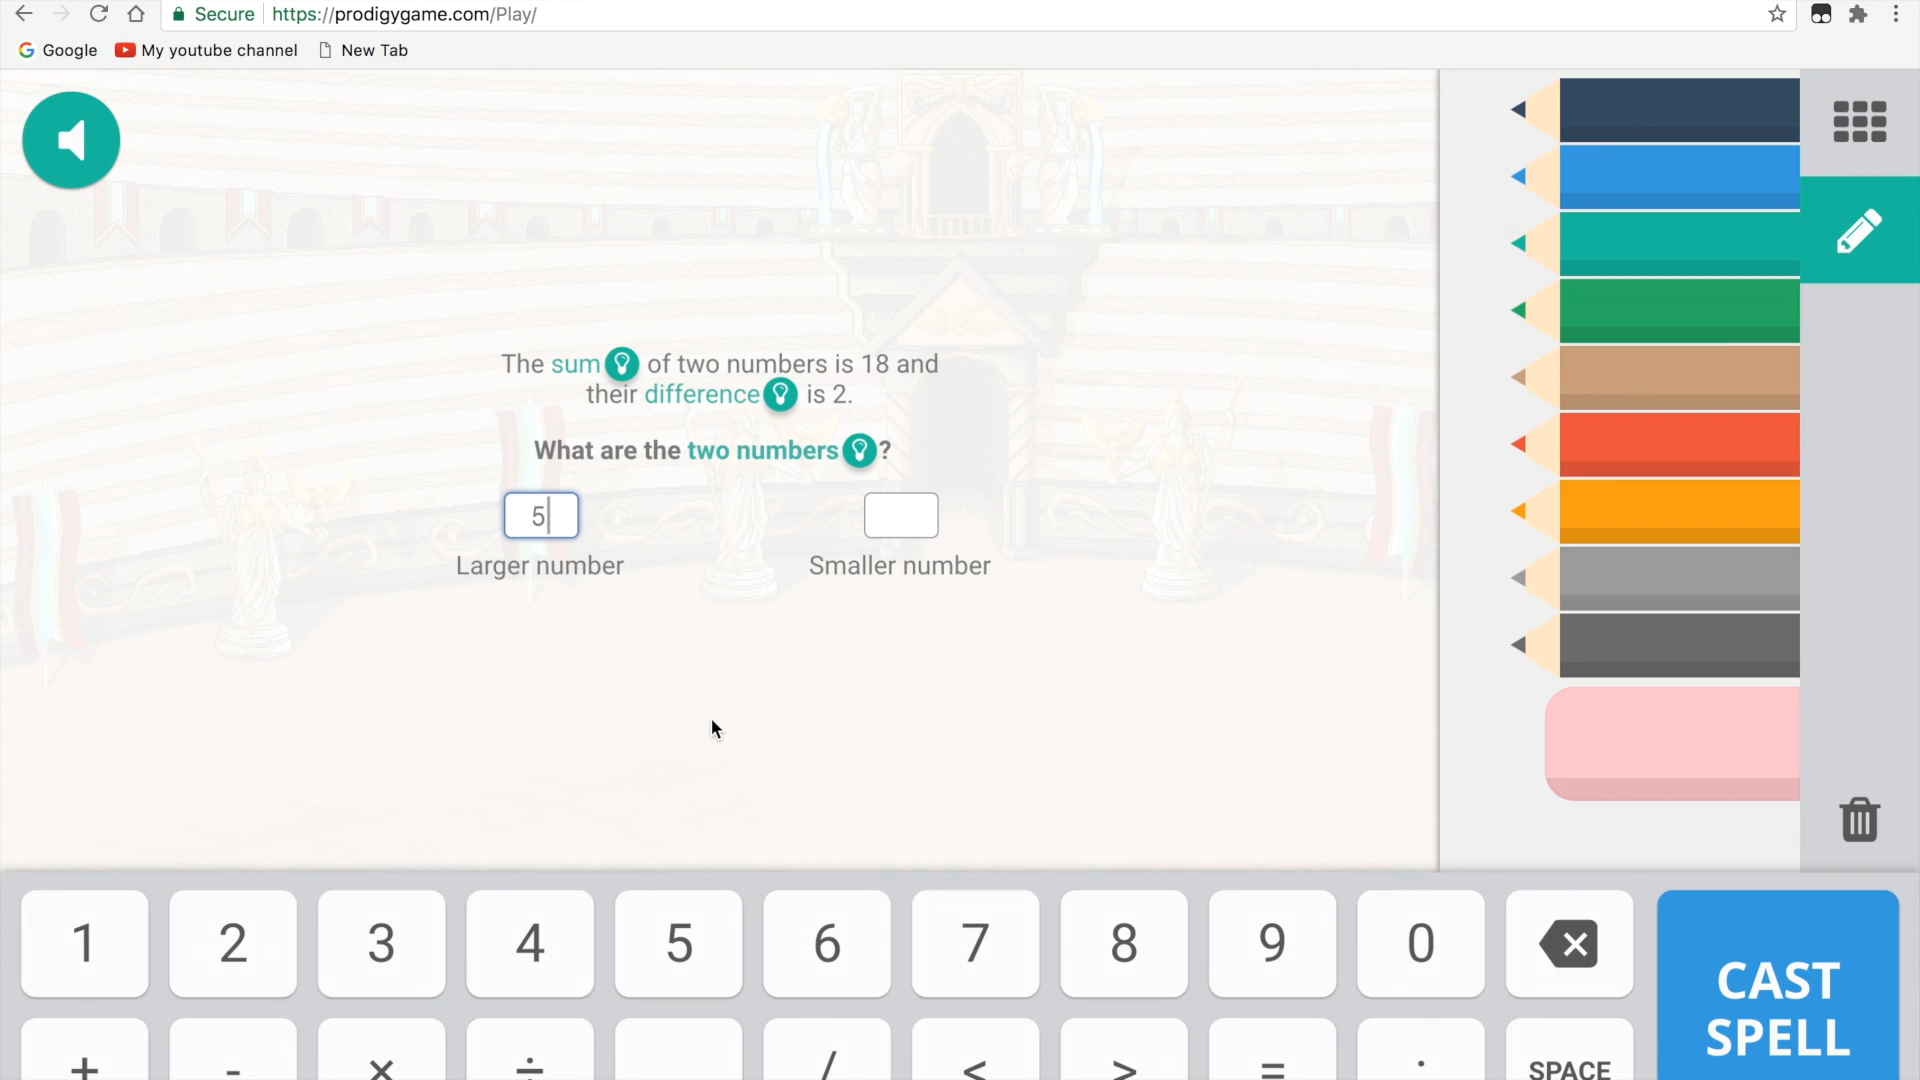 Secure https://prodigygame.com/Play/
Google My youtube channel New Tab
The sum of two numbers is 18 and
their difference is 2.
What are the two numbers ?
5
Larger number Smaller number
1 2 3 4 5 6 7 8 9 0
CAST
SPELL
+ - × ÷ / < > = . SPACE